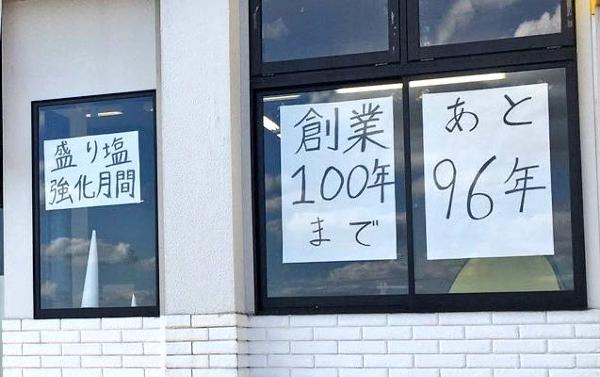 盛り塩
強化月間
創業
100年
まで
あと
96年